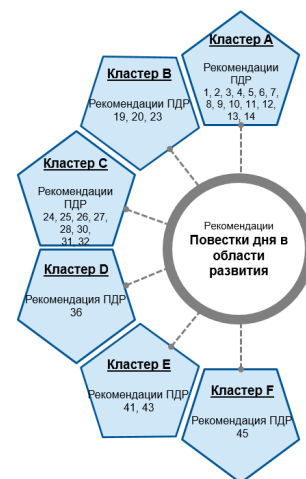 Кластер A
Рекомендации
ПДР
1, 2, 3, 4, 5, 6, 7,
8, 9, 10, 11, 12,
13, 14
Кластер B
Рекомендации ПДР
19, 20, 23
Кластер C
Рекомендации
ПДР
24, 25, 26, 27,
28, 30,
31, 32
Рекомендации
Повестки дня в
области
развития
Кластер D
Рекомендация ПДР
36
Кластер E
Рекомендации ПДР
41, 43
Кластер F
Рекомендация ПДР
45